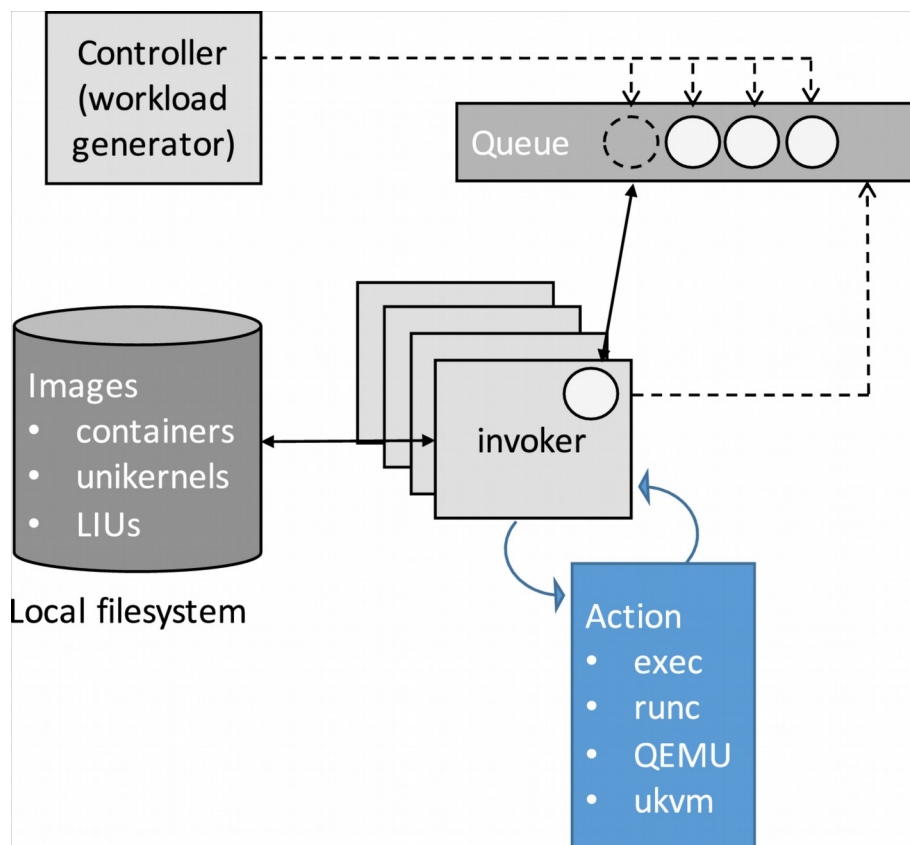 Controller
(workload
generator)
Queue
Images
• containers
• unikernels
• LIUs
invoker
Local filesystem
Action
• exec
• runc
• QEMU
• ukvm